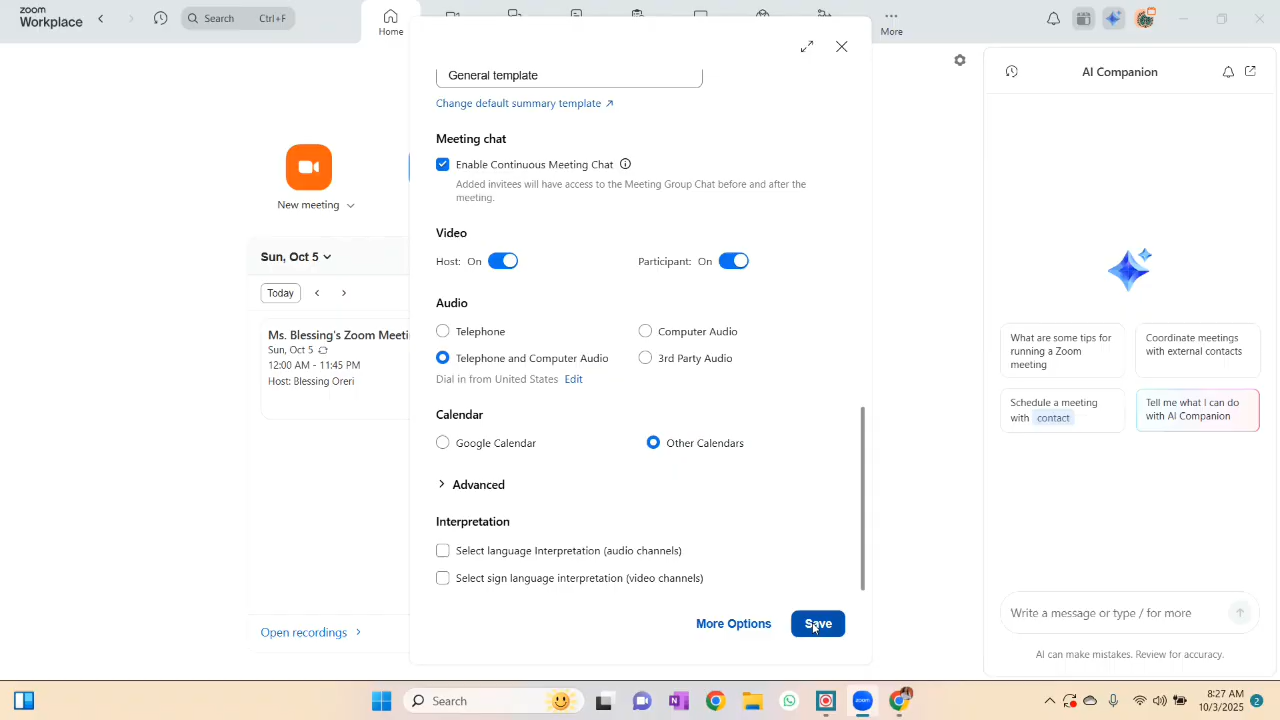 zoom
Workplace
Search
Ctrl+F
Home
More
General template
Change default summary template
Meeting chat
Enable Continuous Meeting Chat
Added invitees will have access to the Meeting Group Chat before and after the
meeting.
Video
Host: On
Participant: On
Audio
Telephone
Computer Audio
Telephone and Computer Audio
3rd Party Audio
Dial in from United States Edit
Calendar
Google Calendar
Other Calendars
Advanced
Interpretation
Select language Interpretation (audio channels)
Select sign language interpretation (video channels)
More Options
Save
New meeting
Sun, Oct 5
Today
Ms. Blessing's Zoom Meeti
Sun, Oct 5
12:00 AM - 11:45 PM
Host: Blessing Oreri
Open recordings
AI Companion
What are some tips for
running a Zoom
meeting
Coordinate meetings
with external contacts
Schedule a meeting
with contact
Tell me what I can do
with AI Companion
Write a message or type / for more
AI can make mistakes. Review for accuracy.
Search
zoom
8:27 AM
10/3/2025
2